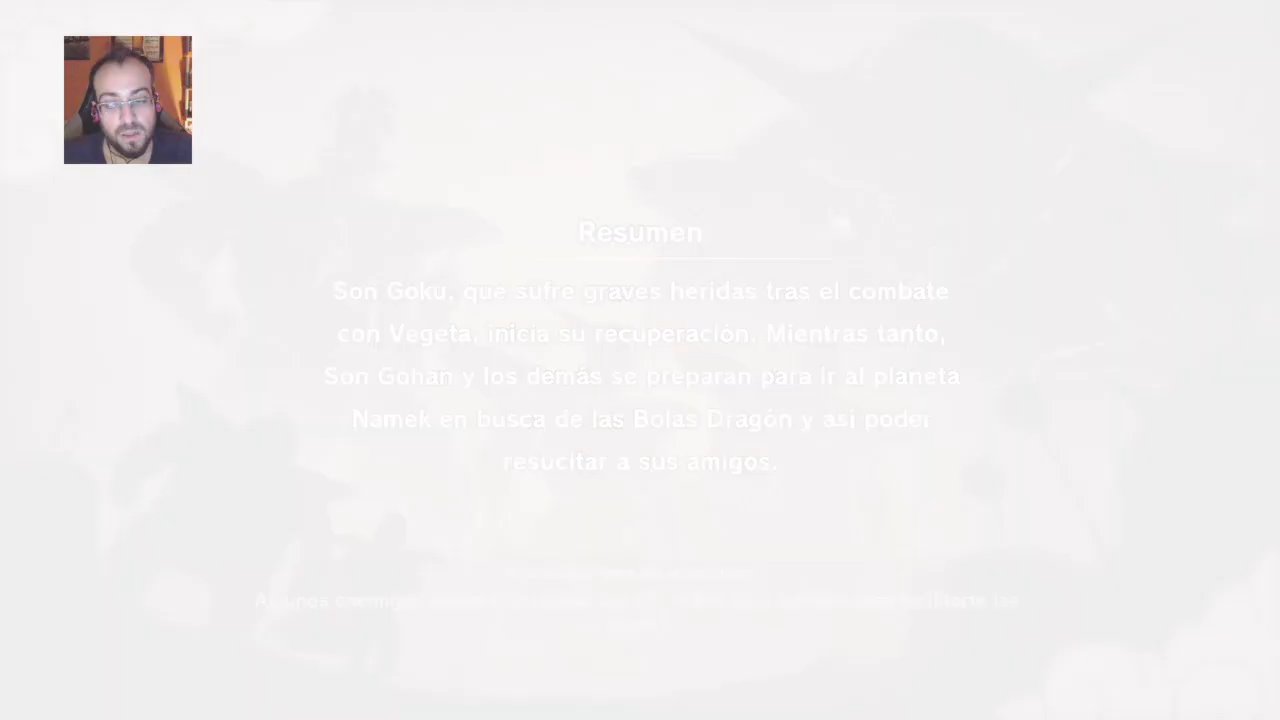 Resumen
Son Goku, que sufre graves heridas tras el combate
con Vegeta, inicia su recuperación. Mientras tanto,
Son Gohan y los demás se preparan para ir al planeta
Namek en busca de las Bolas Dragón y así poder
resucitar a sus amigos.
Algunos